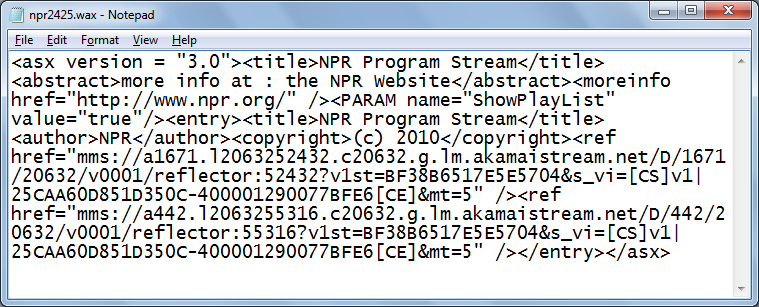 npr2425.wax - Notepad
File Edit Format View Help
<asx version = "3.0"><title>NPR Program Stream</title>
<abstract>more info at : the NPR Website</abstract><moreinfo
href="http://www.npr.org/" /><PARAM name="ShowPlayList"
value="true"/><entry><title>NPR Program Stream</title>
<author>NPR</author><copyright>(c) 2010</copyright><ref
href="mms://a1671.l2063252432.c20632.g.lm.akamaistream.net/D/1671
/20632/v0001/reflector:52432?v1st=BF38B6517E5E5704&s_vi=[CS]v1|
25CAA60D851D350C-400001290077BFE6[CE]&mt=5" /><ref
href="mms://a442.l2063255316.c20632.g.lm.akamaistream.net/D/442/2
0632/v0001/reflector:55316?v1st=BF38B6517E5E5704&s_vi=[CS]v1|
25CAA60D851D350C-400001290077BFE6[CE]&mt=5" /></entry></asx>